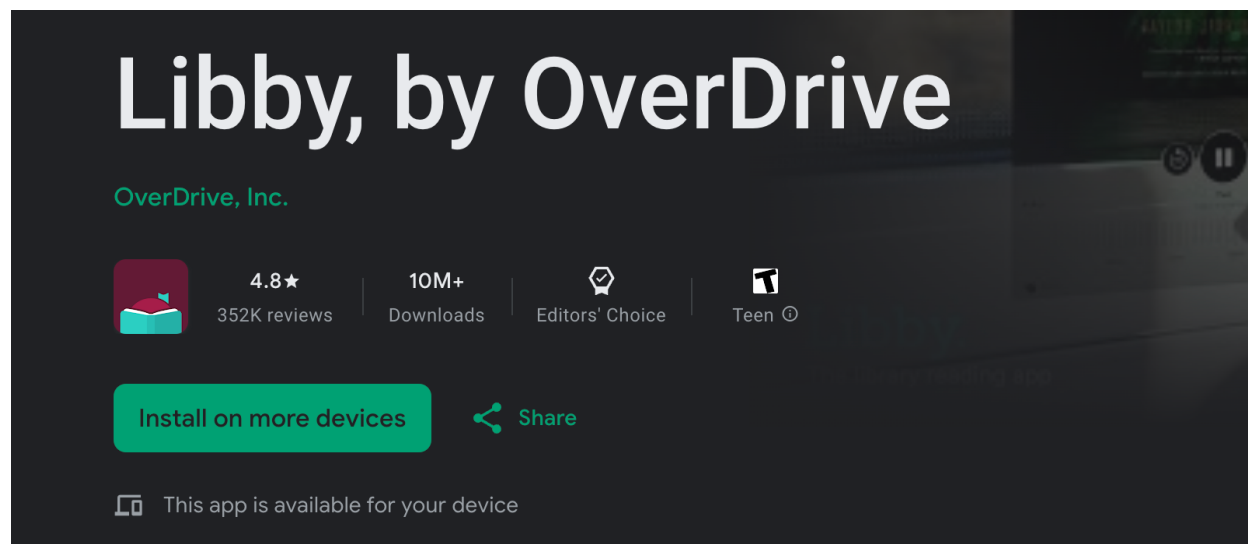 Libby, by OverDrive
OverDrive, Inc.
4.8★
10M+
T
352K reviews
Downloads
Editors' Choice
Teen
Install on more devices
Share
This app is available for your device